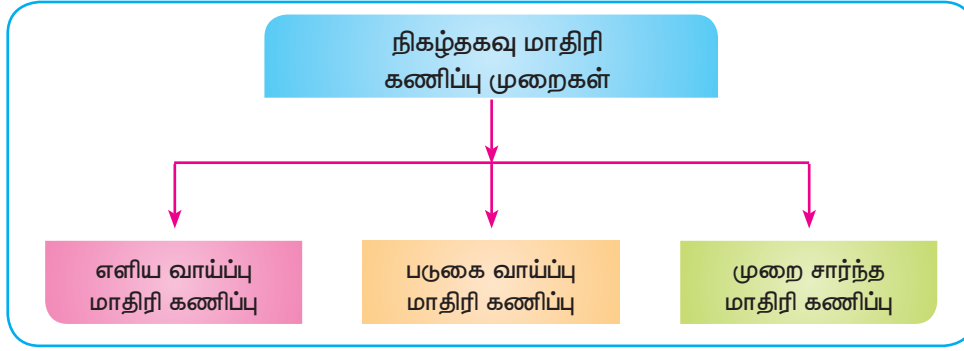 நிகழ்தகவு மாதிரி
கணிப்பு முறைகள்
எளிய வாய்ப்பு
மாதிரி கணிப்பு
படுகை வாய்ப்பு
மாதிரி கணிப்பு
முறை சார்ந்த
மாதிரி கணிப்பு